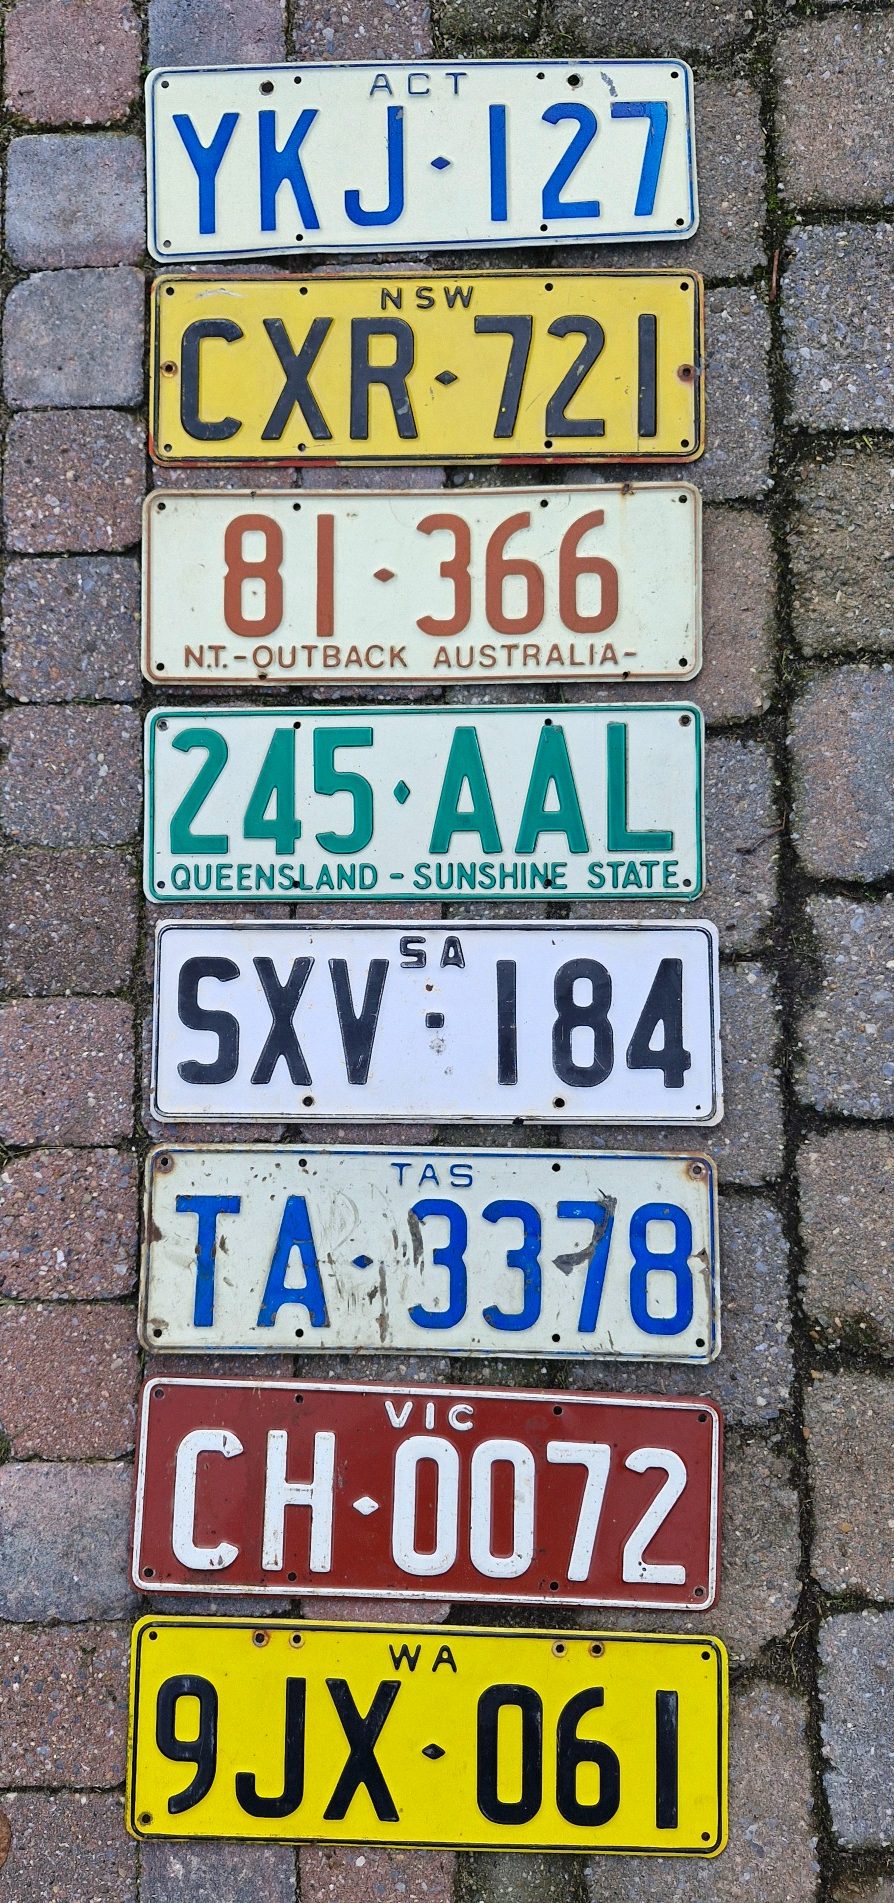 ACT
YKJ·127
NSW
CXR·721
81·366
N.T.-OUTBACK AUSTRALIA-
245·AAL
QUEENSLAND - SUNSHINE STATE.
SA
SXV·184
TAS
TA·3378
VIC
CH·0072
WA
9JX·061